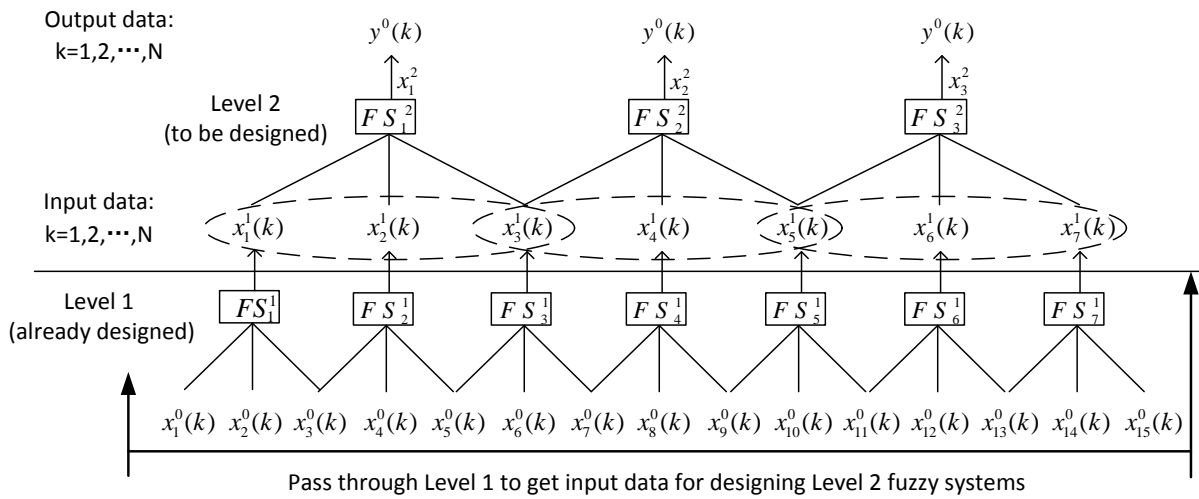 Output data:
k=1,2,⋯,N
y⁰(k) y⁰(k) y⁰(k)
x₁² x₂² x₃²
Level 2
(to be designed)
FS₁² FS₂² FS₃²
Input data:
k=1,2,⋯,N
x₁¹(k) x₂¹(k) x₃¹(k) x₄¹(k) x₅¹(k) x₆¹(k) x₇¹(k)
Level 1
(already designed)
FS₁¹ FS₂¹ FS₃¹ FS₄¹ FS₅¹ FS₆¹ FS₇¹
x₁⁰(k) x₂⁰(k) x₃⁰(k) x₄⁰(k) x₅⁰(k) x₆⁰(k) x₇⁰(k) x₈⁰(k) x₉⁰(k) x₁₀⁰(k) x₁₁⁰(k) x₁₂⁰(k) x₁₃⁰(k) x₁₄⁰(k) x₁₅⁰(k)
Pass through Level 1 to get input data for designing Level 2 fuzzy systems